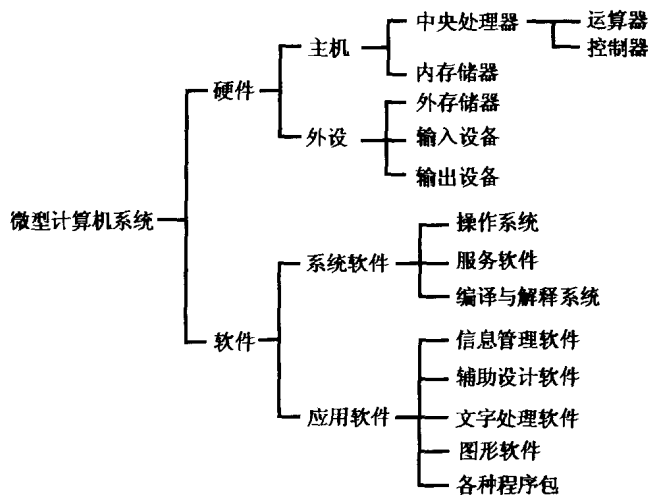 微型计算机系统
硬件
主机
中央处理器
运算器
控制器
内存储器
外设
外存储器
输入设备
输出设备
软件
系统软件
操作系统
服务软件
编译与解释系统
应用软件
信息管理软件
辅助设计软件
文字处理软件
图形软件
各种程序包